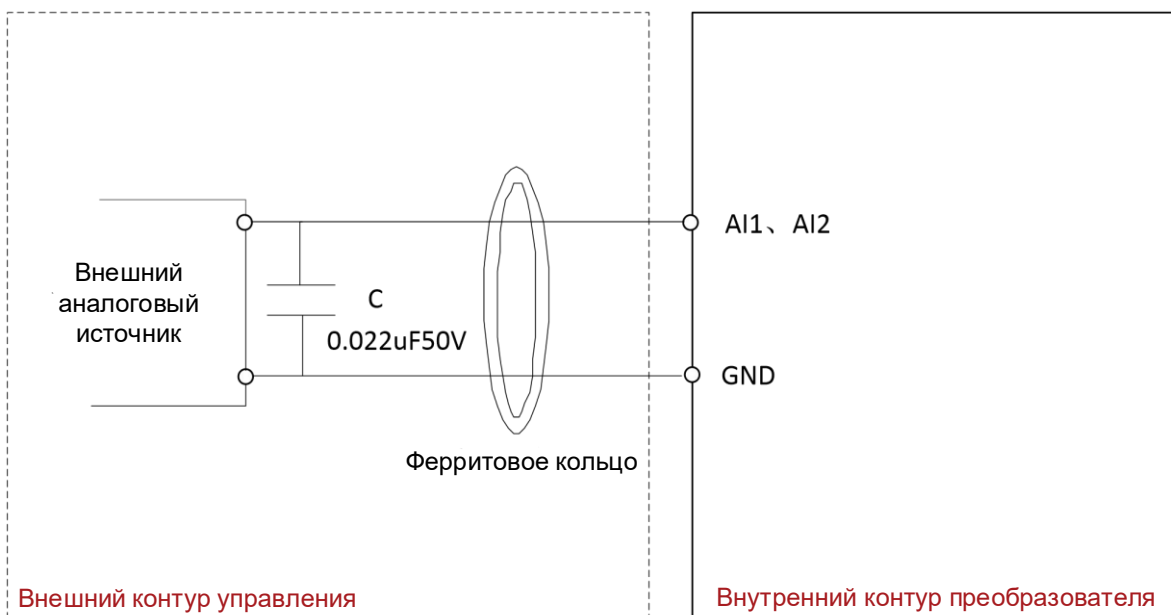 AI1、AI2
Внешний
аналоговый
источник
C
0.022uF50V
GND
Ферритовое кольцо
Внешний контур управления
Внутренний контур преобразователя